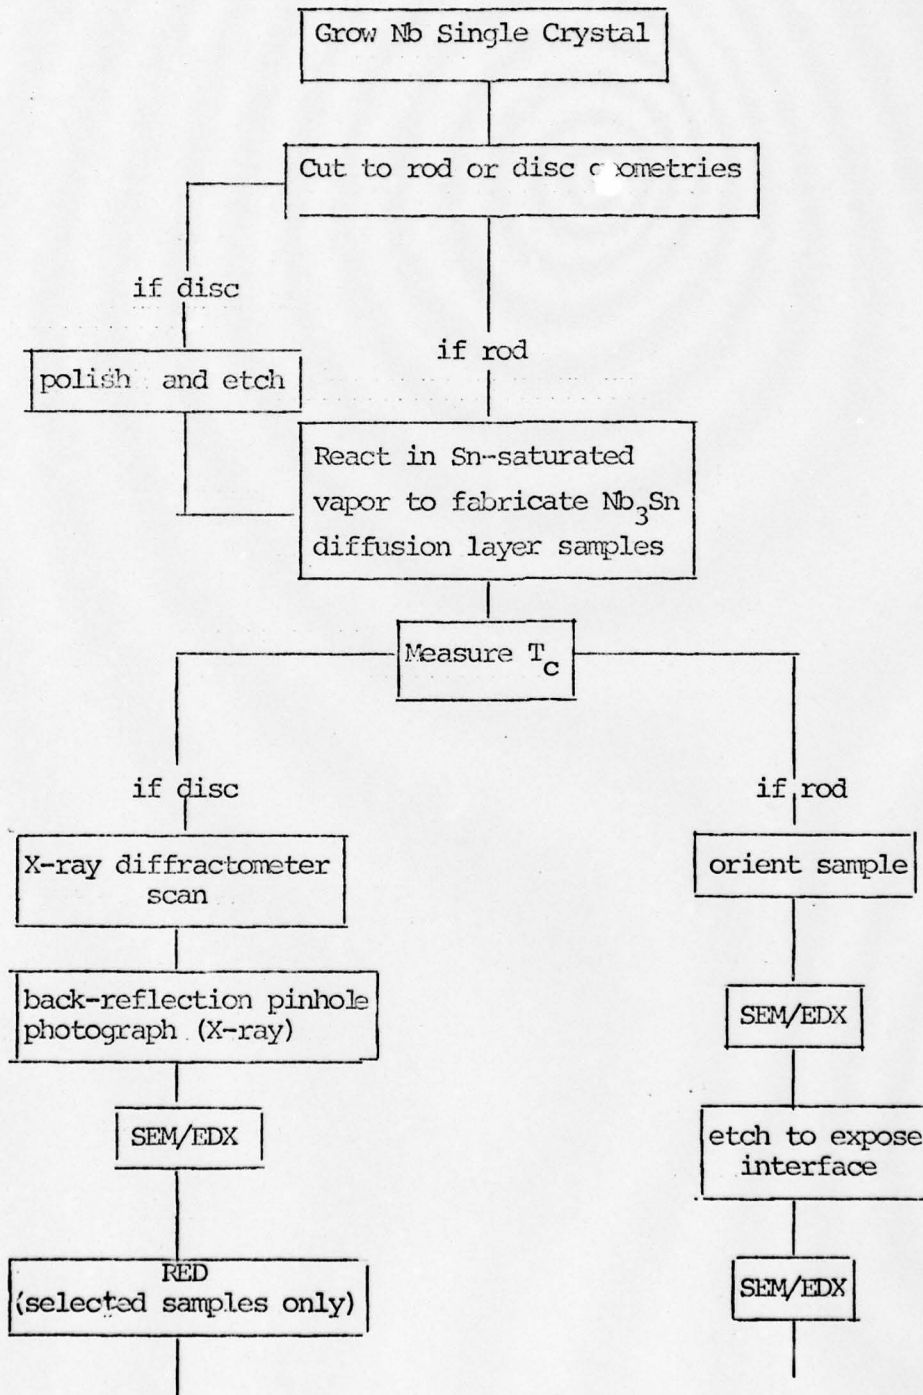 Grow Nb Single Crystal
Cut to rod or disc geometries
if disc
if rod
polish and etch
React in Sn-saturated
vapor to fabricate Nb₃Sn
diffusion layer samples
Measure T_c
if disc
if rod
X-ray diffractometer
scan
orient sample
back-reflection pinhole
photograph (X-ray)
SEM/EDX
SEM/EDX
etch to expose
interface
RED
(selected samples only)
SEM/EDX